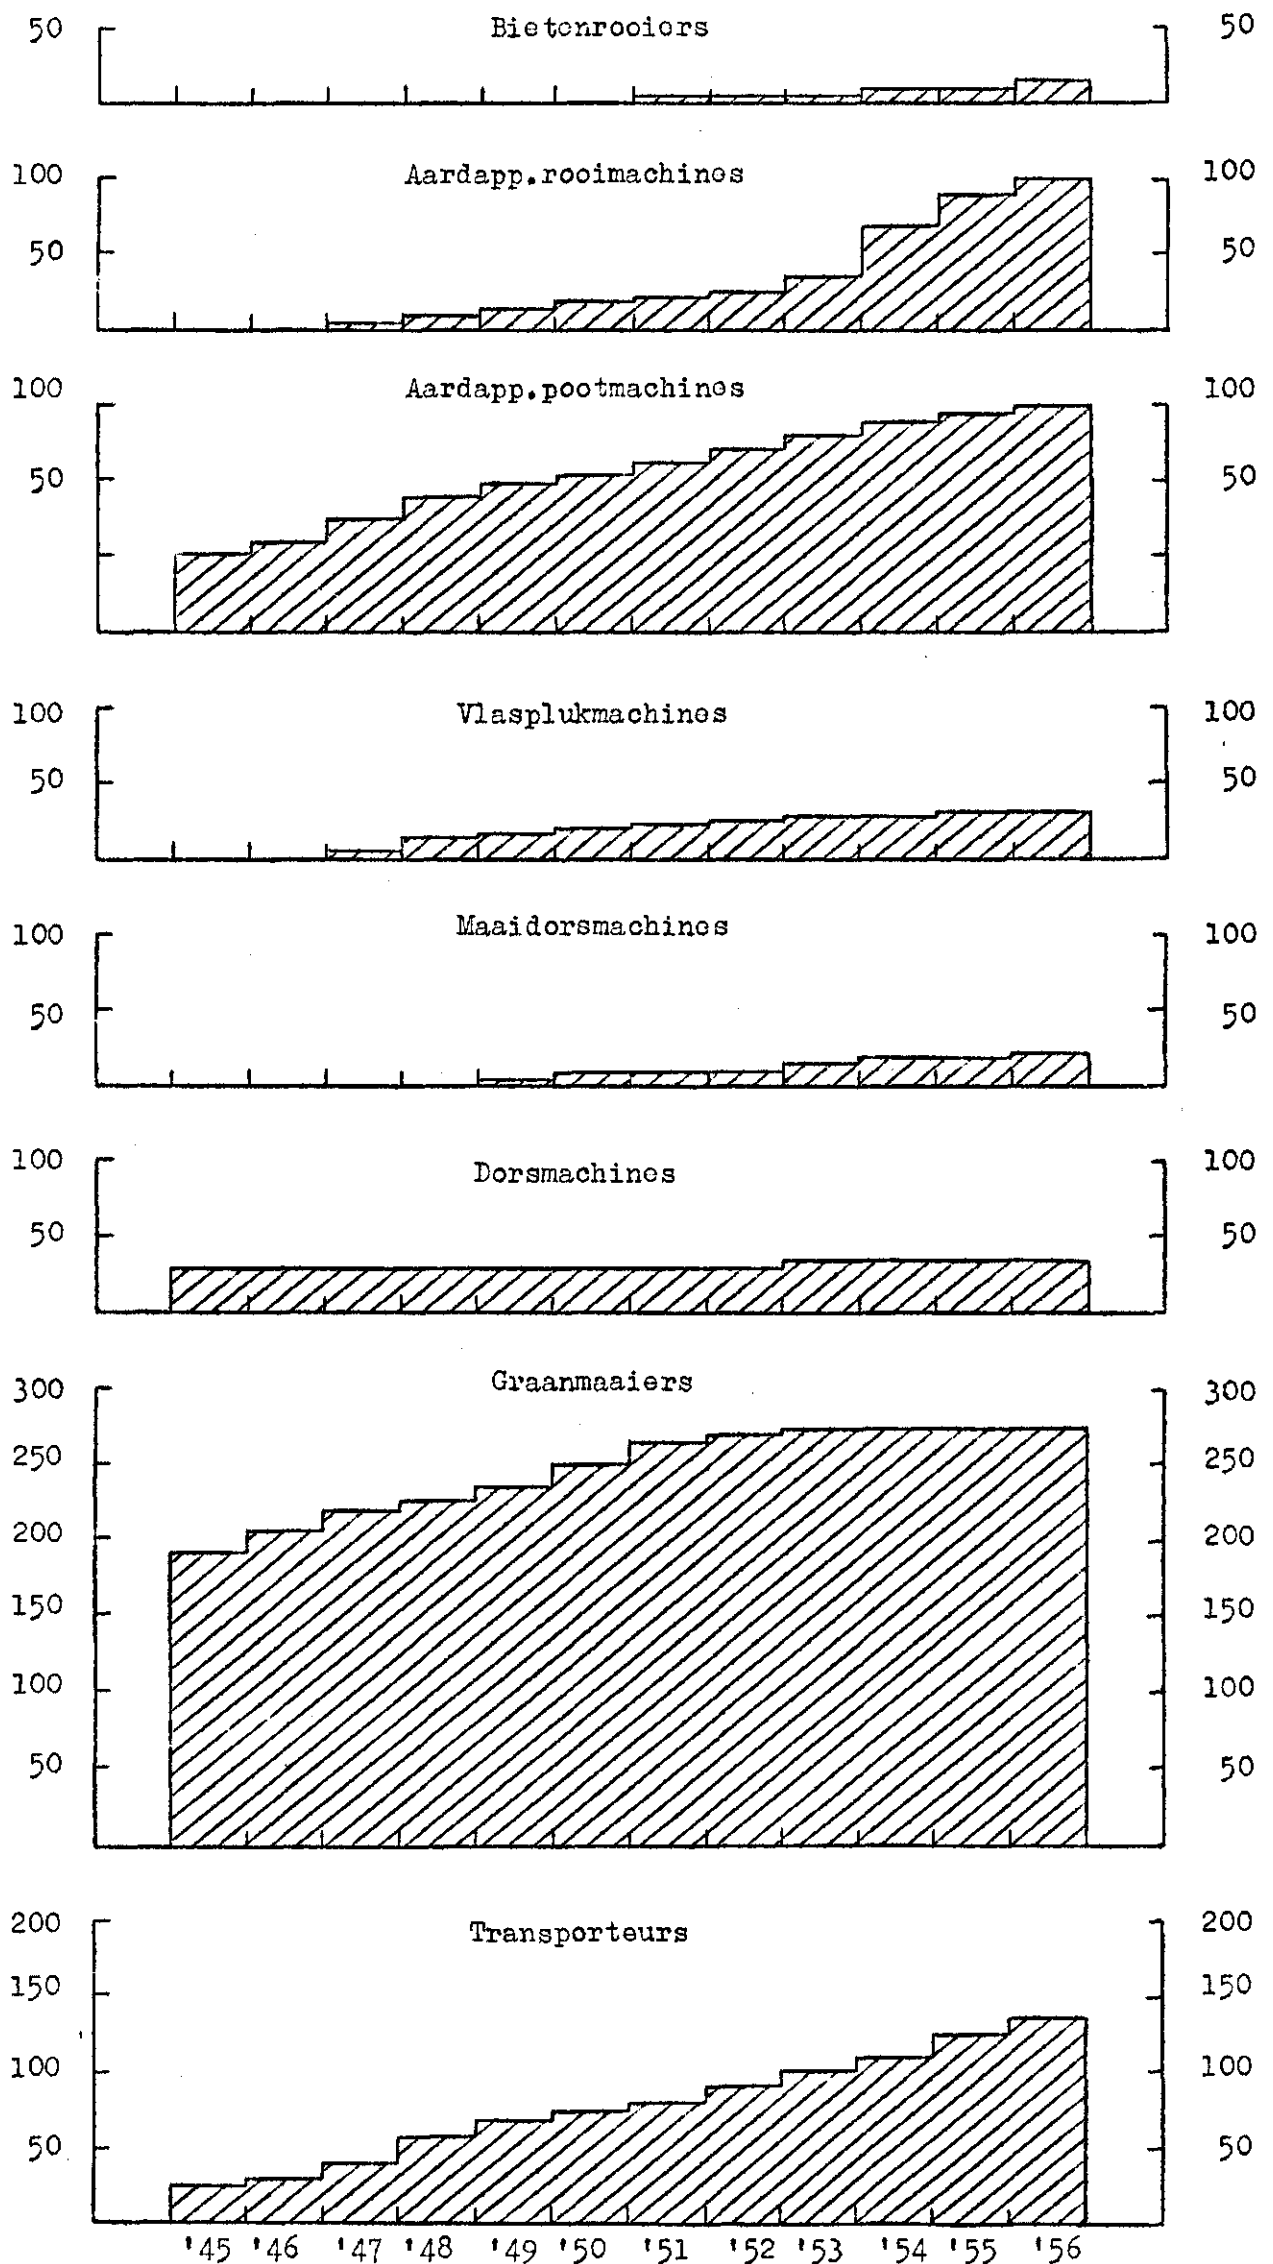 50 Bietenrooiers 50
100 Aardapp.rooimachines 100
50 50
100 Aardapp.pootmachines 100
50 50
100 Vlasplukmachines 100
50 50
100 Maaidorsmachines 100
50 50
100 Dorsmachines 100
50 50
300 Graanmaaiers 300
250 250
200 200
150 150
100 100
50 50
200 Transporteurs 200
150 150
100 100
50 50
'45 '46 '47 '48 '49 '50 '51 '52 '53 '54 '55 '56